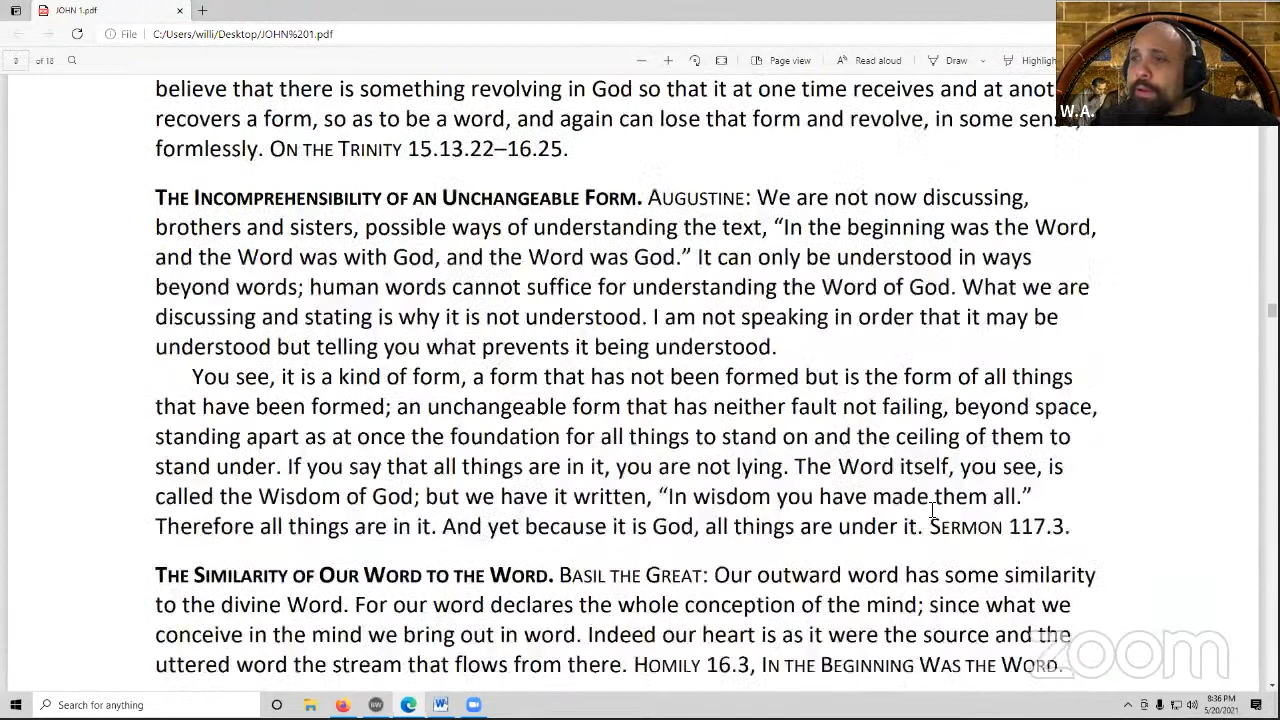 JOHN 1.pdf
File C:/Users/willi/Desktop/JOHN%201.pdf
3 of 18 Page view Read aloud Draw Highlight
W.A.
believe that there is something revolving in God so that it at one time receives and at
recovers a form, so as to be a word, and again can lose that form and revolve, in some
formlessly. ON THE TRINITY 15.13.22–16.25.
THE INCOMPREHENSIBILITY OF AN UNCHANGEABLE FORM. AUGUSTINE: We are not now discussing,
brothers and sisters, possible ways of understanding the text, “In the beginning was the Word,
and the Word was with God, and the Word was God.” It can only be understood in ways
beyond words; human words cannot suffice for understanding the Word of God. What we are
discussing and stating is why it is not understood. I am not speaking in order that it may be
understood but telling you what prevents it being understood.
You see, it is a kind of form, a form that has not been formed but is the form of all things
that have been formed; an unchangeable form that has neither fault not failing, beyond space,
standing apart as at once the foundation for all things to stand on and the ceiling of them to
stand under. If you say that all things are in it, you are not lying. The Word itself, you see, is
called the Wisdom of God; but we have it written, “In wisdom you have made them all.”
Therefore all things are in it. And yet because it is God, all things are under it. SERMON 117.3.
THE SIMILARITY OF OUR WORD TO THE WORD. BASIL THE GREAT: Our outward word has some similarity
to the divine Word. For our word declares the whole conception of the mind; since what we
conceive in the mind we bring out in word. Indeed our heart is as it were the source and the
uttered word the stream that flows from there. HOMILY 16.3, IN THE BEGINNING WAS THE WORD.
zoom
Search for anything
8:36 PM
5/20/2021